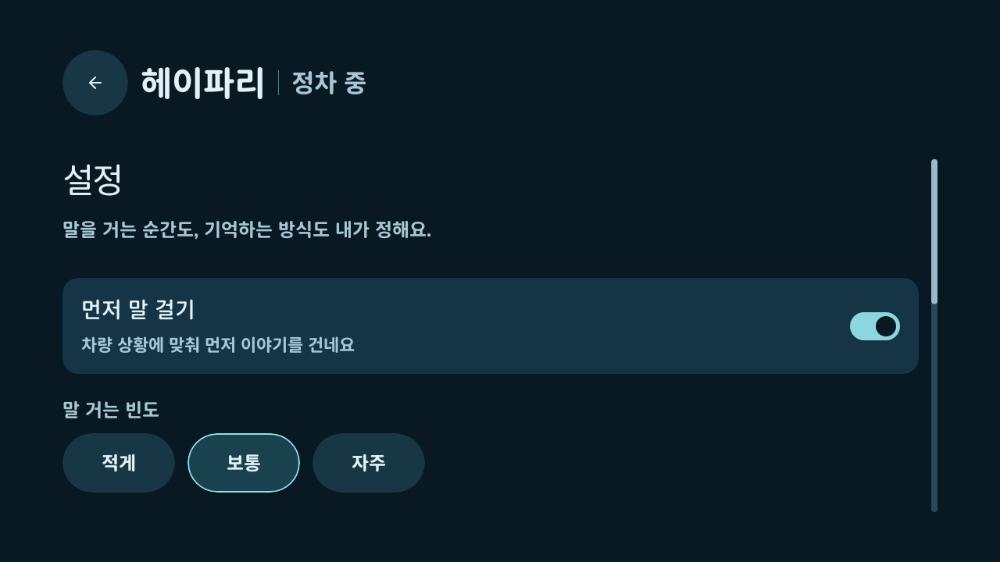 헤이파리 정차 중
설정
말을 거는 순간도, 기억하는 방식도 내가 정해요.
먼저 말 걸기
차량 상황에 맞춰 먼저 이야기를 건네요
말 거는 빈도
적게 보통 자주